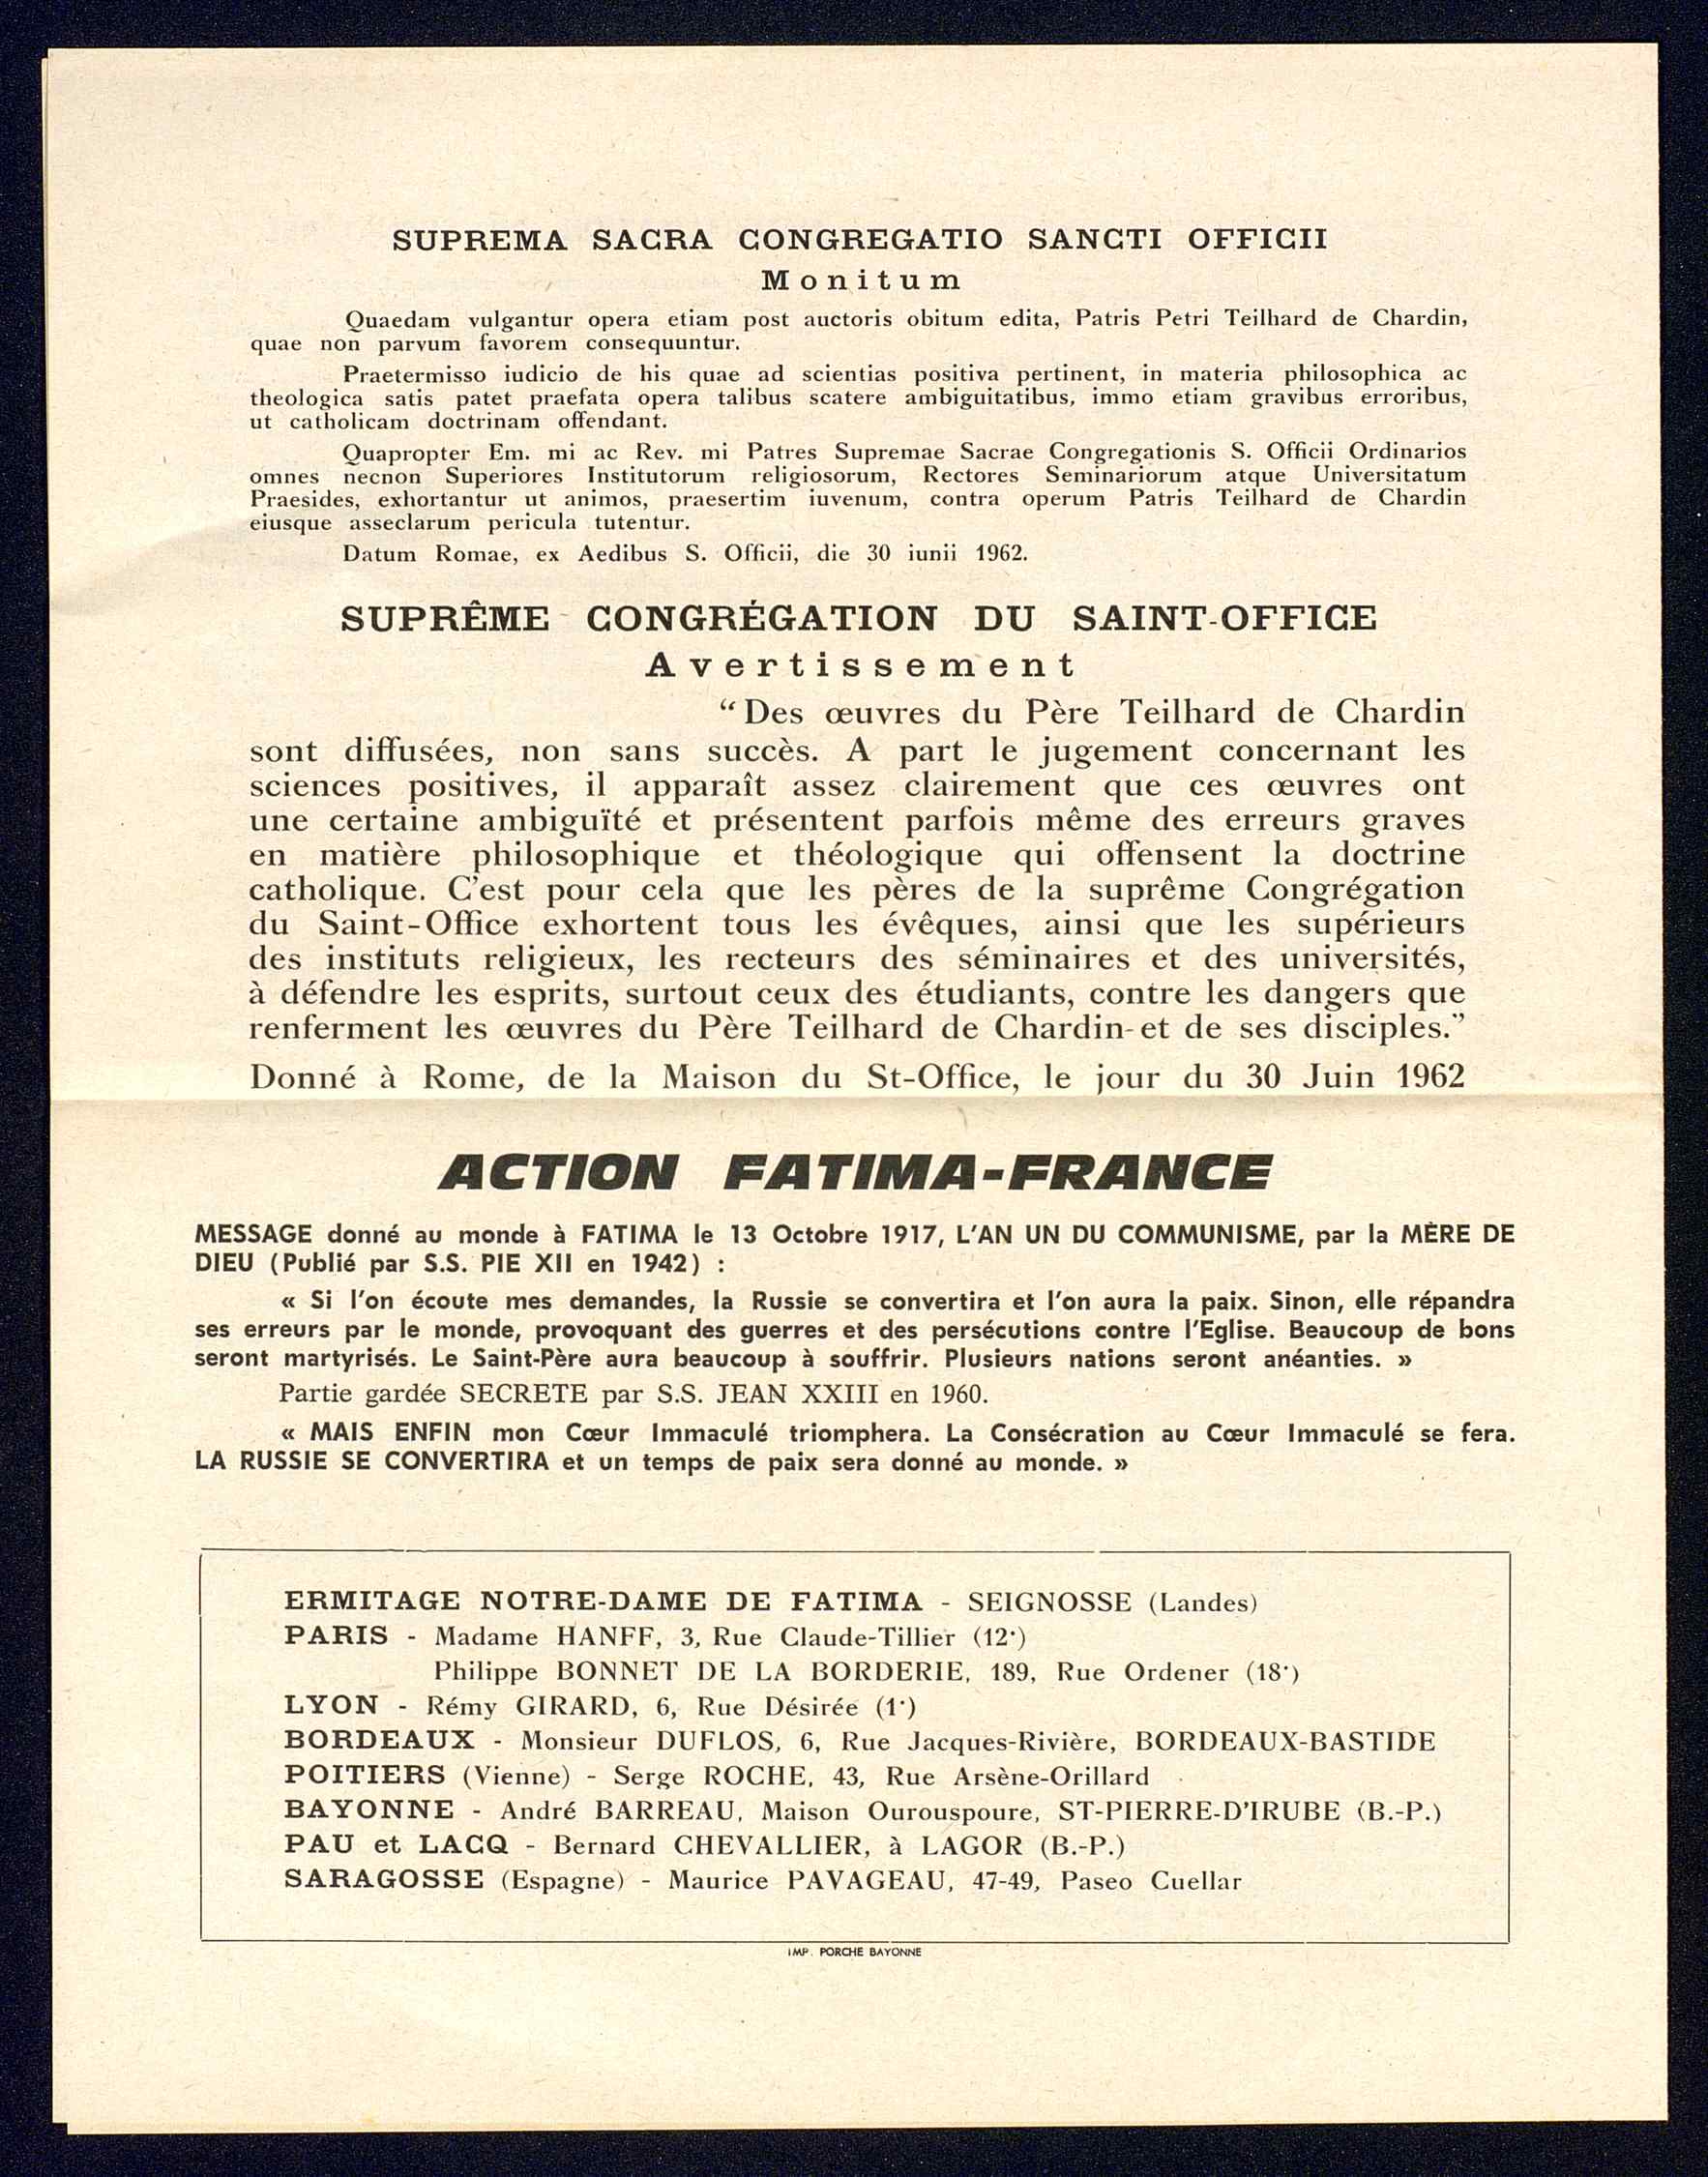 SUPREMA SACRA CONGREGATIO SANCTI OFFICII
Monitum
Quaedam vulgantur opera etiam post auctoris obitum edita, Patris Petri Teilhard de Chardin,
quae non parvum favorem consequuntur.
Praetermisso iudicio de his quae ad scientias positiva pertinent, in materia philosophica ac
theologica satis patet praefata opera talibus scatere ambiguitatibus, immo etiam gravibus erroribus,
ut catholicam doctrinam offendant.
Quapropter Em. mi ac Rev. mi Patres Supremae Sacrae Congregationis S. Officii Ordinarios
omnes necnon Superiores Institutorum religiosorum, Rectores Seminariorum atque Universitatum
Praesides, exhortantur ut animos, praesertim iuvenum, contra operum Patris Teilhard de Chardin
eiusque asseclarum pericula tutentur.
Datum Romae, ex Aedibus S. Officii, die 30 iunii 1962.
SUPRÊME CONGRÉGATION DU SAINT-OFFICE
Avertissement
“ Des œuvres du Père Teilhard de Chardin
sont diffusées, non sans succès. A part le jugement concernant les
sciences positives, il apparaît assez clairement que ces œuvres ont
une certaine ambiguïté et présentent parfois même des erreurs graves
en matière philosophique et théologique qui offensent la doctrine
catholique. C'est pour cela que les pères de la suprême Congrégation
du Saint-Office exhortent tous les évêques, ainsi que les supérieurs
des instituts religieux, les recteurs des séminaires et des universités,
à défendre les esprits, surtout ceux des étudiants, contre les dangers que
renferment les œuvres du Père Teilhard de Chardin et de ses disciples.”
Donné à Rome, de la Maison du St-Office, le jour du 30 Juin 1962
ACTION FATIMA-FRANCE
MESSAGE donné au monde à FATIMA le 13 Octobre 1917, L'AN UN DU COMMUNISME, par la MÈRE DE
DIEU (Publié par S.S. PIE XII en 1942) :
« Si l'on écoute mes demandes, la Russie se convertira et l'on aura la paix. Sinon, elle répandra
ses erreurs par le monde, provoquant des guerres et des persécutions contre l'Eglise. Beaucoup de bons
seront martyrisés. Le Saint-Père aura beaucoup à souffrir. Plusieurs nations seront anéanties. »
Partie gardée SECRETE par S.S. JEAN XXIII en 1960.
« MAIS ENFIN mon Cœur Immaculé triomphera. La Consécration au Cœur Immaculé se fera.
LA RUSSIE SE CONVERTIRA et un temps de paix sera donné au monde. »
ERMITAGE NOTRE-DAME DE FATIMA - SEIGNOSSE (Landes)
PARIS - Madame HANFF, 3, Rue Claude-Tillier (12•)
Philippe BONNET DE LA BORDERIE, 189, Rue Ordener (18•)
LYON - Rémy GIRARD, 6, Rue Désirée (1•)
BORDEAUX - Monsieur DUFLOS, 6, Rue Jacques-Rivière, BORDEAUX-BASTIDE
POITIERS (Vienne) - Serge ROCHE, 43, Rue Arsène-Orillard
BAYONNE - André BARREAU, Maison Ourouspoure, ST-PIERRE-D'IRUBE (B.-P.)
PAU et LACQ - Bernard CHEVALLIER, à LAGOR (B.-P.)
SARAGOSSE (Espagne) - Maurice PAVAGEAU, 47-49, Paseo Cuellar
IMP. PORCHE BAYONNE